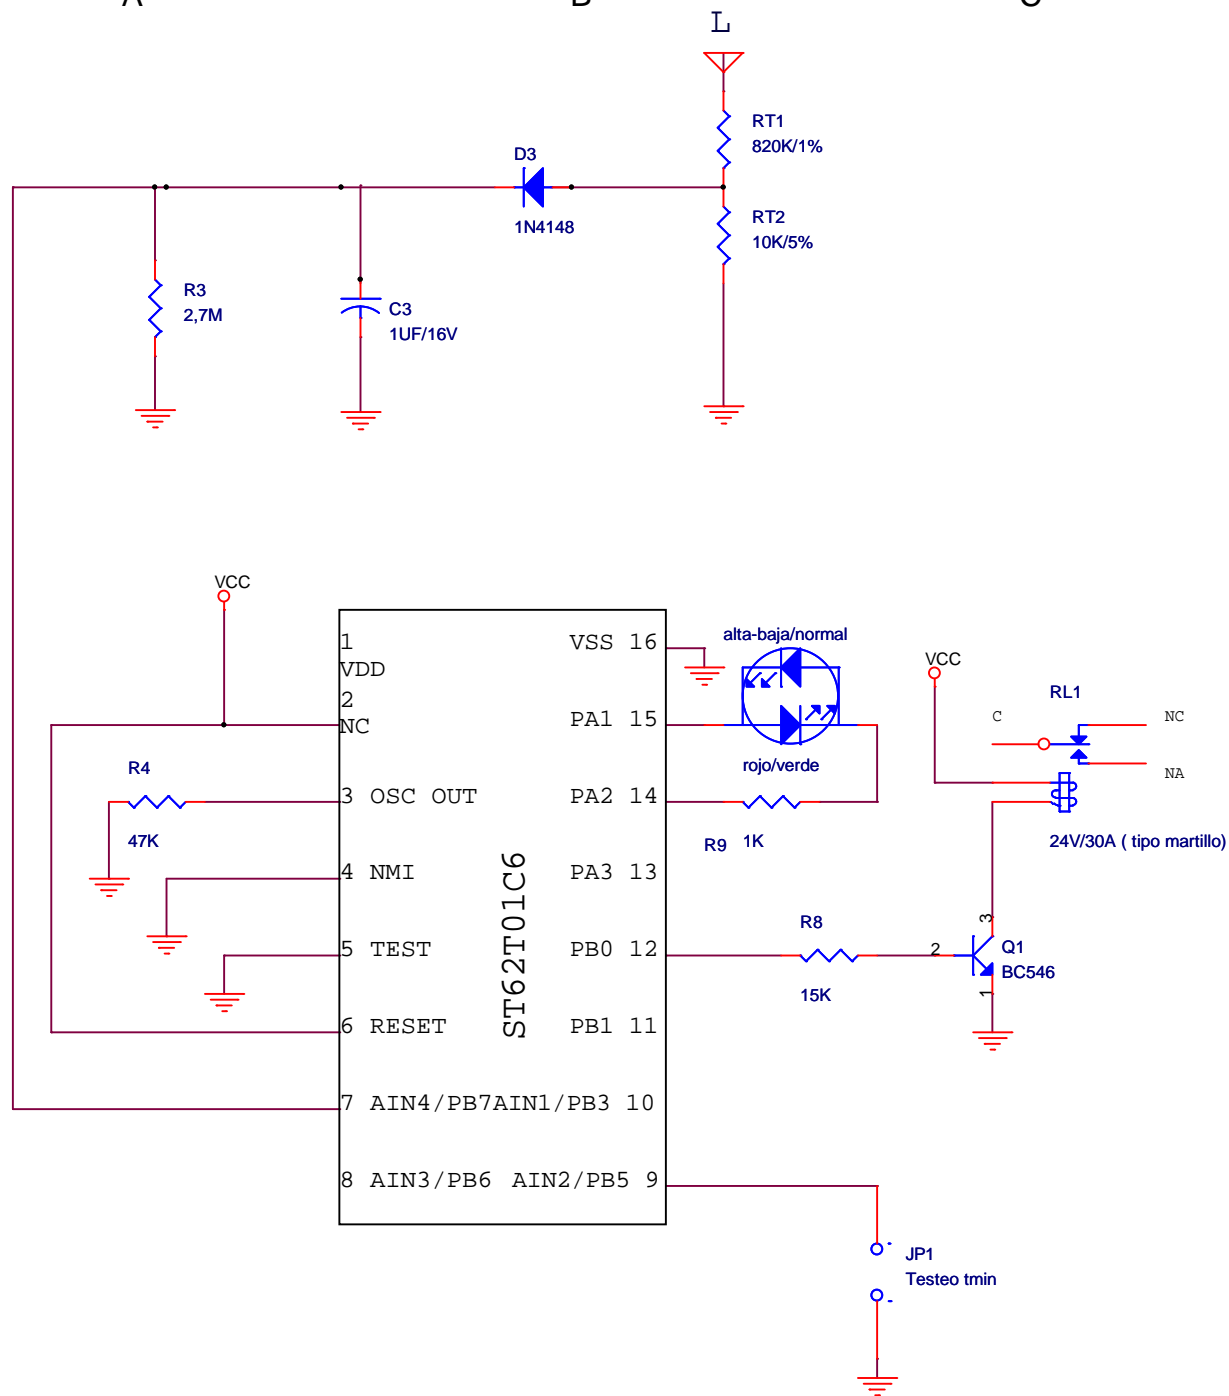 A B C
L
RT1
820K/1%
D3
1N4148
RT2
10K/5%
R3
2,7M
C3
1UF/16V
VCC
1
VDD
2
NC
3 OSC OUT
4 NMI
5 TEST
6 RESET
7 AIN4/PB7
8 AIN3/PB6
ST62T01C6
VSS 16
PA1 15
PA2 14
PA3 13
PB0 12
PB1 11
AIN1/PB3 10
AIN2/PB5 9
R4
47K
alta-baja/normal
rojo/verde
R9 1K
VCC
RL1
C
NC
NA
24V/30A ( tipo martillo)
R8
15K
2
3
1
Q1
BC546
JP1
Testeo tmin